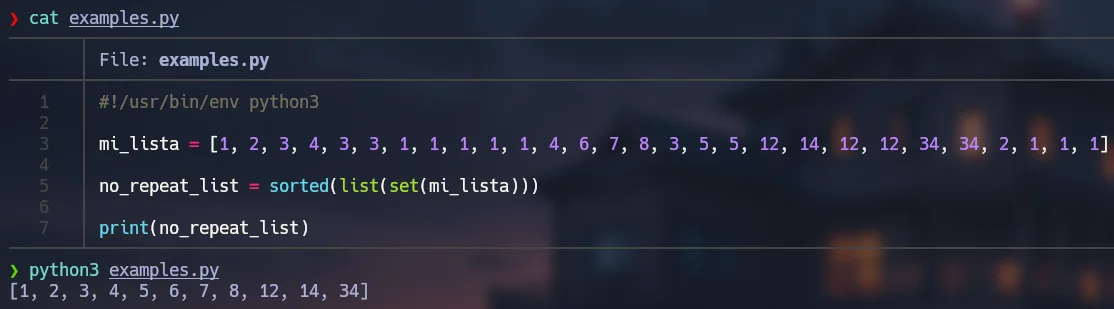 ❯ cat examples.py
File: examples.py
1 #!/usr/bin/env python3
2
3 mi_lista = [1, 2, 3, 4, 3, 3, 1, 1, 1, 1, 1, 4, 6, 7, 8, 3, 5, 5, 12, 14, 12, 12, 34, 34, 2, 1, 1, 1]
4
5 no_repeat_list = sorted(list(set(mi_lista)))
6
7 print(no_repeat_list)
❯ python3 examples.py
[1, 2, 3, 4, 5, 6, 7, 8, 12, 14, 34]